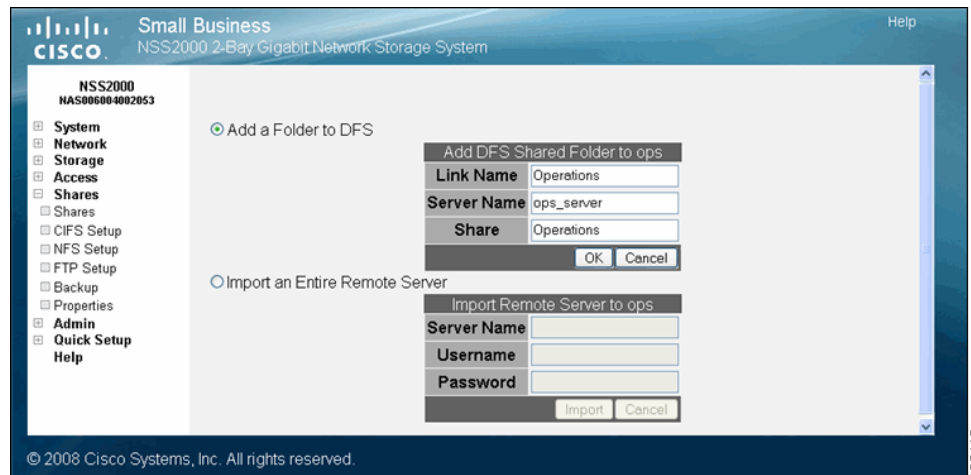 Small Business
CISCO
NSS2000 2-Bay Gigabit Network Storage System
Help
NSS2000
NAS006004002053
System
Network
Storage
Access
Shares
Shares
CIFS Setup
NFS Setup
FTP Setup
Backup
Properties
Admin
Quick Setup
Help
Add a Folder to DFS
Add DFS Shared Folder to ops
Link Name Operations
Server Name ops_server
Share Operations
OK Cancel
Import an Entire Remote Server
Import Remote Server to ops
Server Name
Username
Password
Import Cancel
© 2008 Cisco Systems, Inc. All rights reserved.